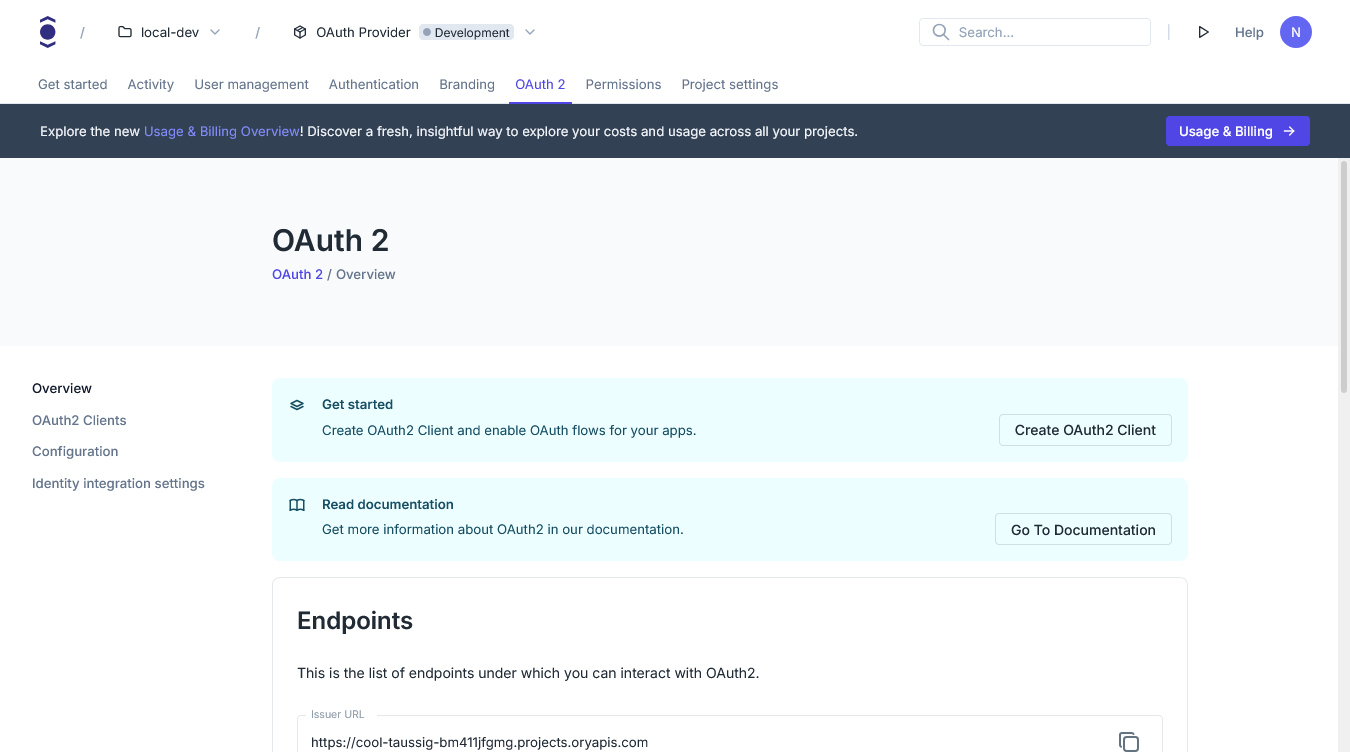 / local-dev / OAuth Provider Development Search... Help N
Get started Activity User management Authentication Branding OAuth 2 Permissions Project settings
Explore the new Usage & Billing Overview! Discover a fresh, insightful way to explore your costs and usage across all your projects. Usage & Billing →
OAuth 2
OAuth 2 / Overview
Overview
OAuth2 Clients
Configuration
Identity integration settings
Get started
Create OAuth2 Client and enable OAuth flows for your apps.
Create OAuth2 Client
Read documentation
Get more information about OAuth2 in our documentation.
Go To Documentation
Endpoints
This is the list of endpoints under which you can interact with OAuth2.
Issuer URL
https://cool-taussig-bm411jfgmg.projects.oryapis.com